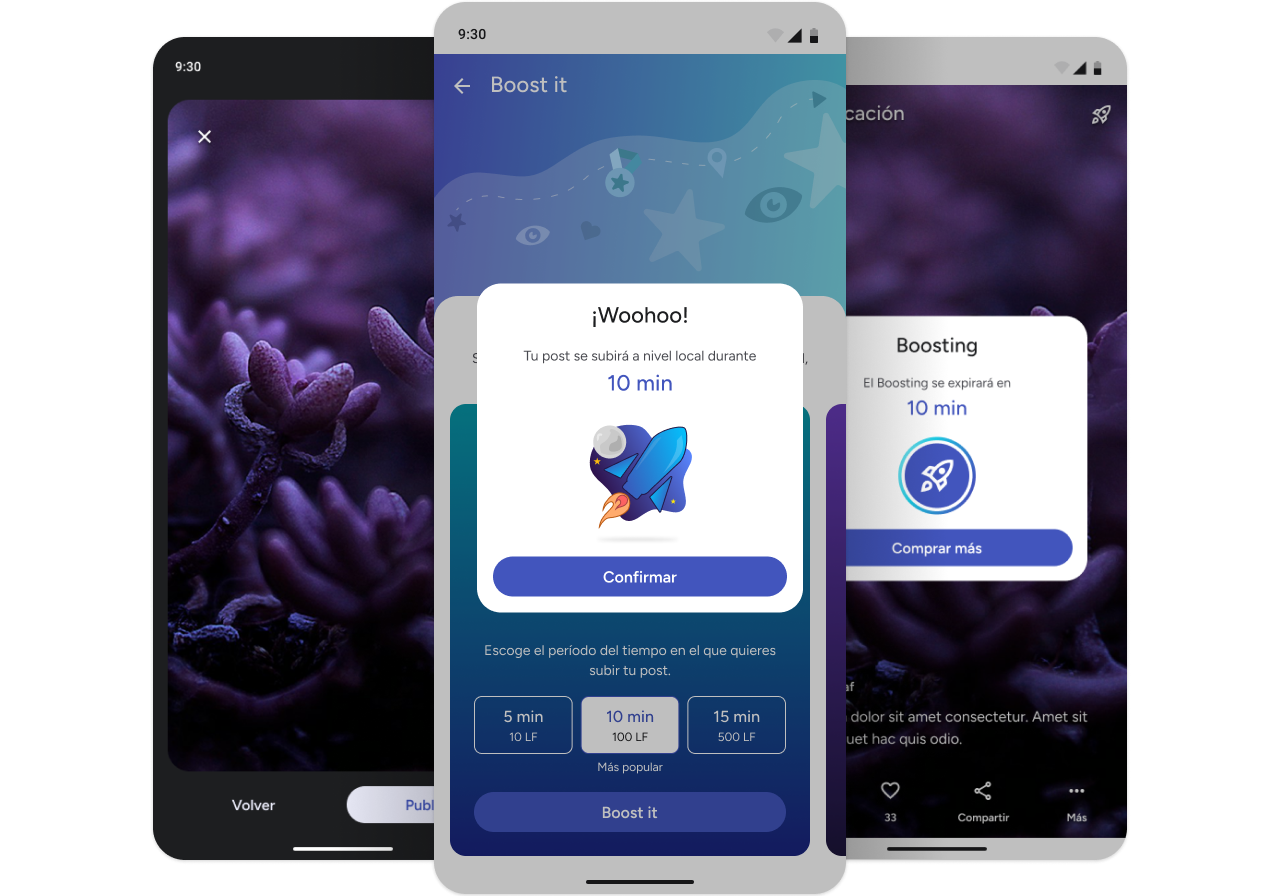 9:30
Volver
Publ
9:30
Boost it
¡Woohoo!
Tu post se subirá a nivel local durante
10 min
Confirmar
Escoge el período del tiempo en el que quieres
subir tu post.
5 min
10 LF
10 min
100 LF
15 min
500 LF
Más popular
Boost it
cación
Boosting
El Boosting se expirará en
10 min
Comprar más
af
dolor sit amet consectetur. Amet sit
uet hac quis odio.
33
Compartir
Más